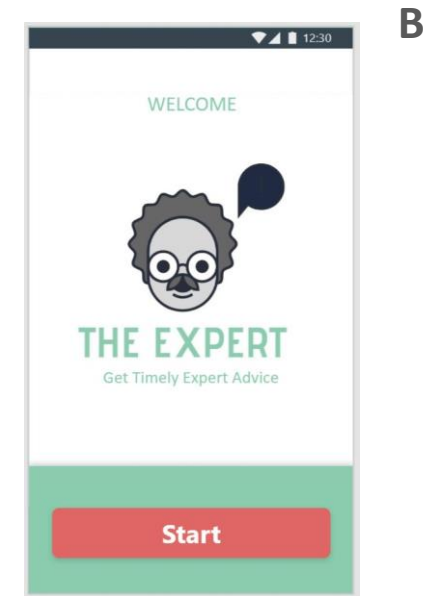 B
12:30
WELCOME
THE EXPERT
Get Timely Expert Advice
Start